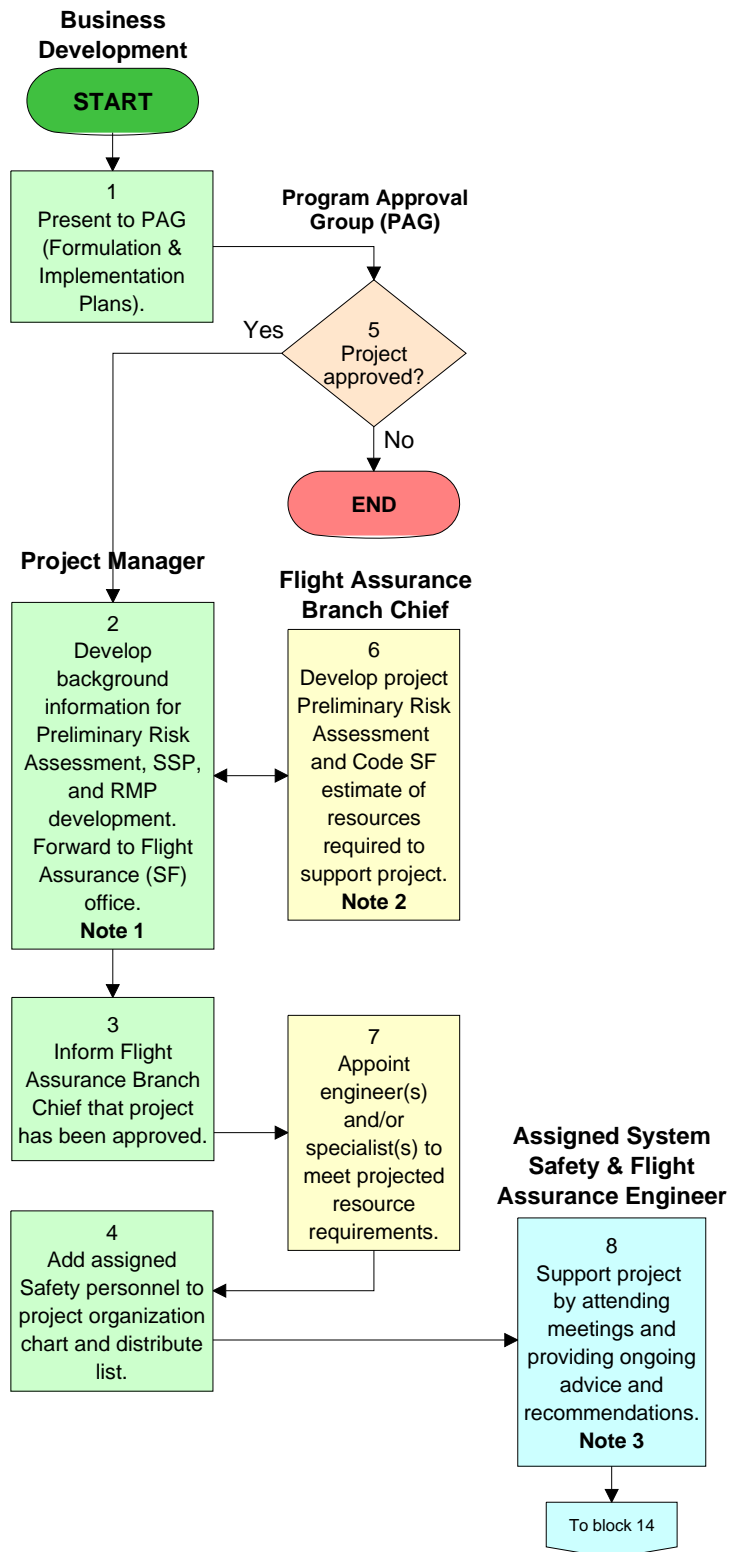 Business
Development
START
1
Present to PAG
(Formulation &
Implementation
Plans).
Program Approval
Group (PAG)
Yes
5
Project
approved?
No
END
Project Manager
2
Develop
background
information for
Preliminary Risk
Assessment, SSP,
and RMP
development.
Forward to Flight
Assurance (SF)
office.
Note 1
Flight Assurance
Branch Chief
6
Develop project
Preliminary Risk
Assessment
and Code SF
estimate of
resources
required to
support project.
Note 2
3
Inform Flight
Assurance Branch
Chief that project
has been approved.
7
Appoint
engineer(s)
and/or
specialist(s) to
meet projected
resource
requirements.
4
Add assigned
Safety personnel to
project organization
chart and distribute
list.
Assigned System
Safety & Flight
Assurance Engineer
8
Support project
by attending
meetings and
providing ongoing
advice and
recommendations.
Note 3
To block 14